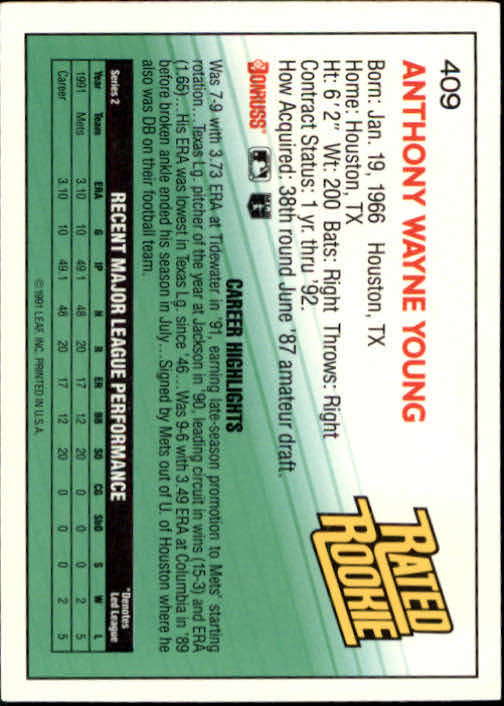 409
ANTHONY WAYNE YOUNG
Born: Jan. 19, 1966 Houston, TX
Home: Houston, TX
Ht: 6'2" Wt: 200 Bats: Right Throws: Right
Contract Status: 1 yr. thru '92.
How Acquired: 38th round June '87 amateur draft.
RATED
ROOKIE
DONRUSS
CAREER HIGHLIGHTS
Was 7-9 with 3.73 ERA at Tidewater in '91, earning late-season promotion to Mets' starting
rotation...Texas Lg. pitcher of the year at Jackson in '90, leading circuit in wins (15-3) and ERA
(1.65)...His ERA was lowest in Texas Lg. since '46...Was 9-6 with 3.49 ERA at Columbia in '89
before broken ankle ended his season in July...Signed by Mets out of U. of Houston where he
also was DB on their football team.
Series 2 RECENT MAJOR LEAGUE PERFORMANCE *Denotes
Led League
Year Team ERA G IP H R ER BB SO CG ShO S W L
1991 Mets 3.10 10 49.1 48 20 17 12 20 0 0 0 2 5
Career 3.10 10 49.1 48 20 17 12 20 0 0 0 2 5
©1991 LEAF, INC. PRINTED IN U.S.A.